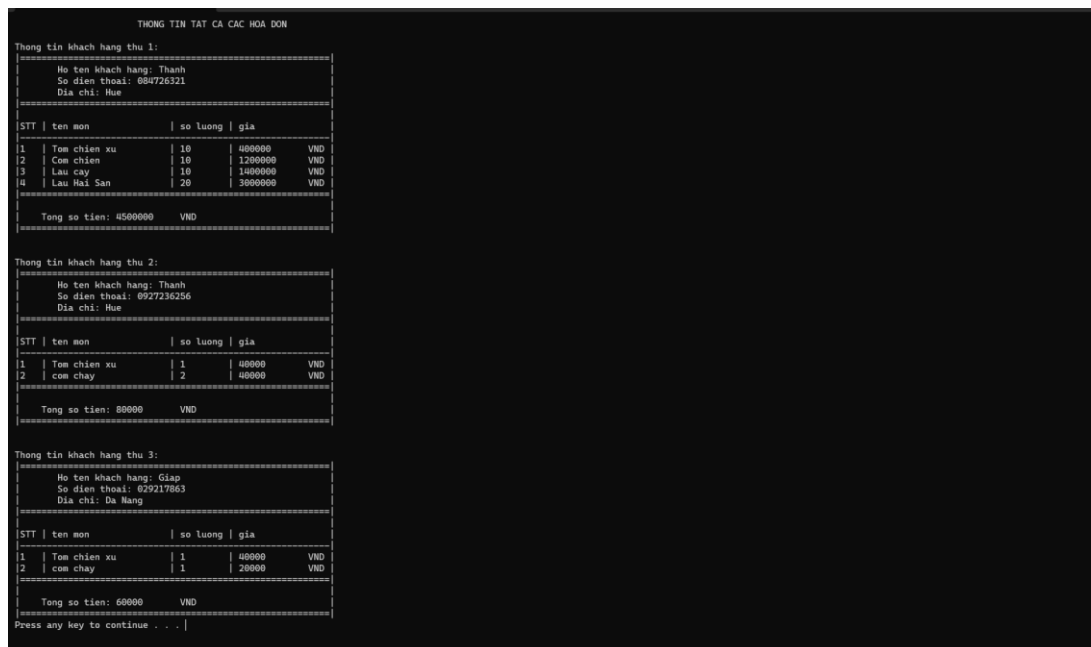 THONG TIN TAT CA CAC HOA DON
Thong tin khach hang thu 1:
|==========================================================|
| Ho ten khach hang: Thanh |
| So dien thoai: 084726321 |
| Dia chi: Hue |
|==========================================================|
| |
|STT | ten mon | so luong | gia |
|----------------------------------------------------------|
|1 | Tom chien xu | 10 | 400000 VND |
|2 | Com chien | 10 | 1200000 VND |
|3 | Lau cay | 10 | 1400000 VND |
|4 | Lau Hai San | 20 | 3000000 VND |
|==========================================================|
| |
| Tong so tien: 4500000 VND |
|==========================================================|
Thong tin khach hang thu 2:
|==========================================================|
| Ho ten khach hang: Thanh |
| So dien thoai: 0927236256 |
| Dia chi: Hue |
|==========================================================|
| |
|STT | ten mon | so luong | gia |
|----------------------------------------------------------|
|1 | Tom chien xu | 1 | 40000 VND |
|2 | com chay | 2 | 40000 VND |
|==========================================================|
| |
| Tong so tien: 80000 VND |
|==========================================================|
Thong tin khach hang thu 3:
|==========================================================|
| Ho ten khach hang: Giap |
| So dien thoai: 029217863 |
| Dia chi: Da Nang |
|==========================================================|
| |
|STT | ten mon | so luong | gia |
|----------------------------------------------------------|
|1 | Tom chien xu | 1 | 40000 VND |
|2 | com chay | 1 | 20000 VND |
|==========================================================|
| |
| Tong so tien: 60000 VND |
|==========================================================|
Press any key to continue . . .